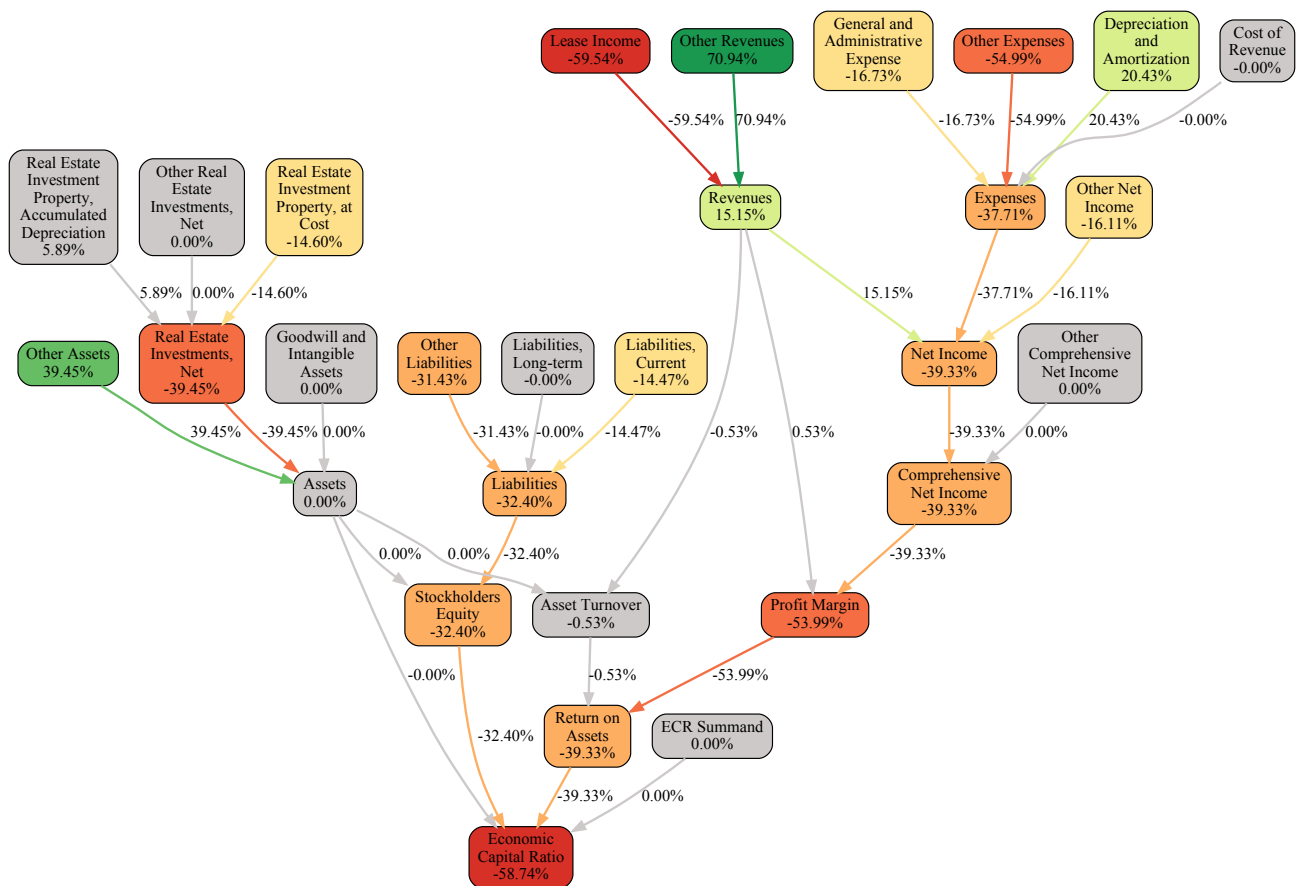 Lease Income
-59.54%
Other Revenues
70.94%
General and
Administrative
Expense
-16.73%
Other Expenses
-54.99%
Depreciation
and
Amortization
20.43%
Cost of
Revenue
-0.00%
-59.54%
70.94%
-16.73%
-54.99%
20.43%
-0.00%
Real Estate
Investment
Property,
Accumulated
Depreciation
5.89%
Other Real
Estate
Investments,
Net
0.00%
Real Estate
Investment
Property, at
Cost
-14.60%
Revenues
15.15%
Expenses
-37.71%
Other Net
Income
-16.11%
5.89%
0.00%
-14.60%
15.15%
-37.71%
-16.11%
Other Assets
39.45%
Real Estate
Investments,
Net
-39.45%
Goodwill and
Intangible
Assets
0.00%
Other
Liabilities
-31.43%
Liabilities,
Long-term
-0.00%
Liabilities,
Current
-14.47%
Net Income
-39.33%
Other
Comprehensive
Net Income
0.00%
39.45%
-39.45%
0.00%
-31.43%
-0.00%
-14.47%
-0.53%
0.53%
-39.33%
0.00%
Assets
0.00%
Liabilities
-32.40%
Comprehensive
Net Income
-39.33%
0.00%
0.00%
-32.40%
-39.33%
Stockholders
Equity
-32.40%
Asset Turnover
-0.53%
Profit Margin
-53.99%
-0.00%
-0.53%
-53.99%
Return on
Assets
-39.33%
ECR Summand
0.00%
-32.40%
-39.33%
0.00%
Economic
Capital Ratio
-58.74%